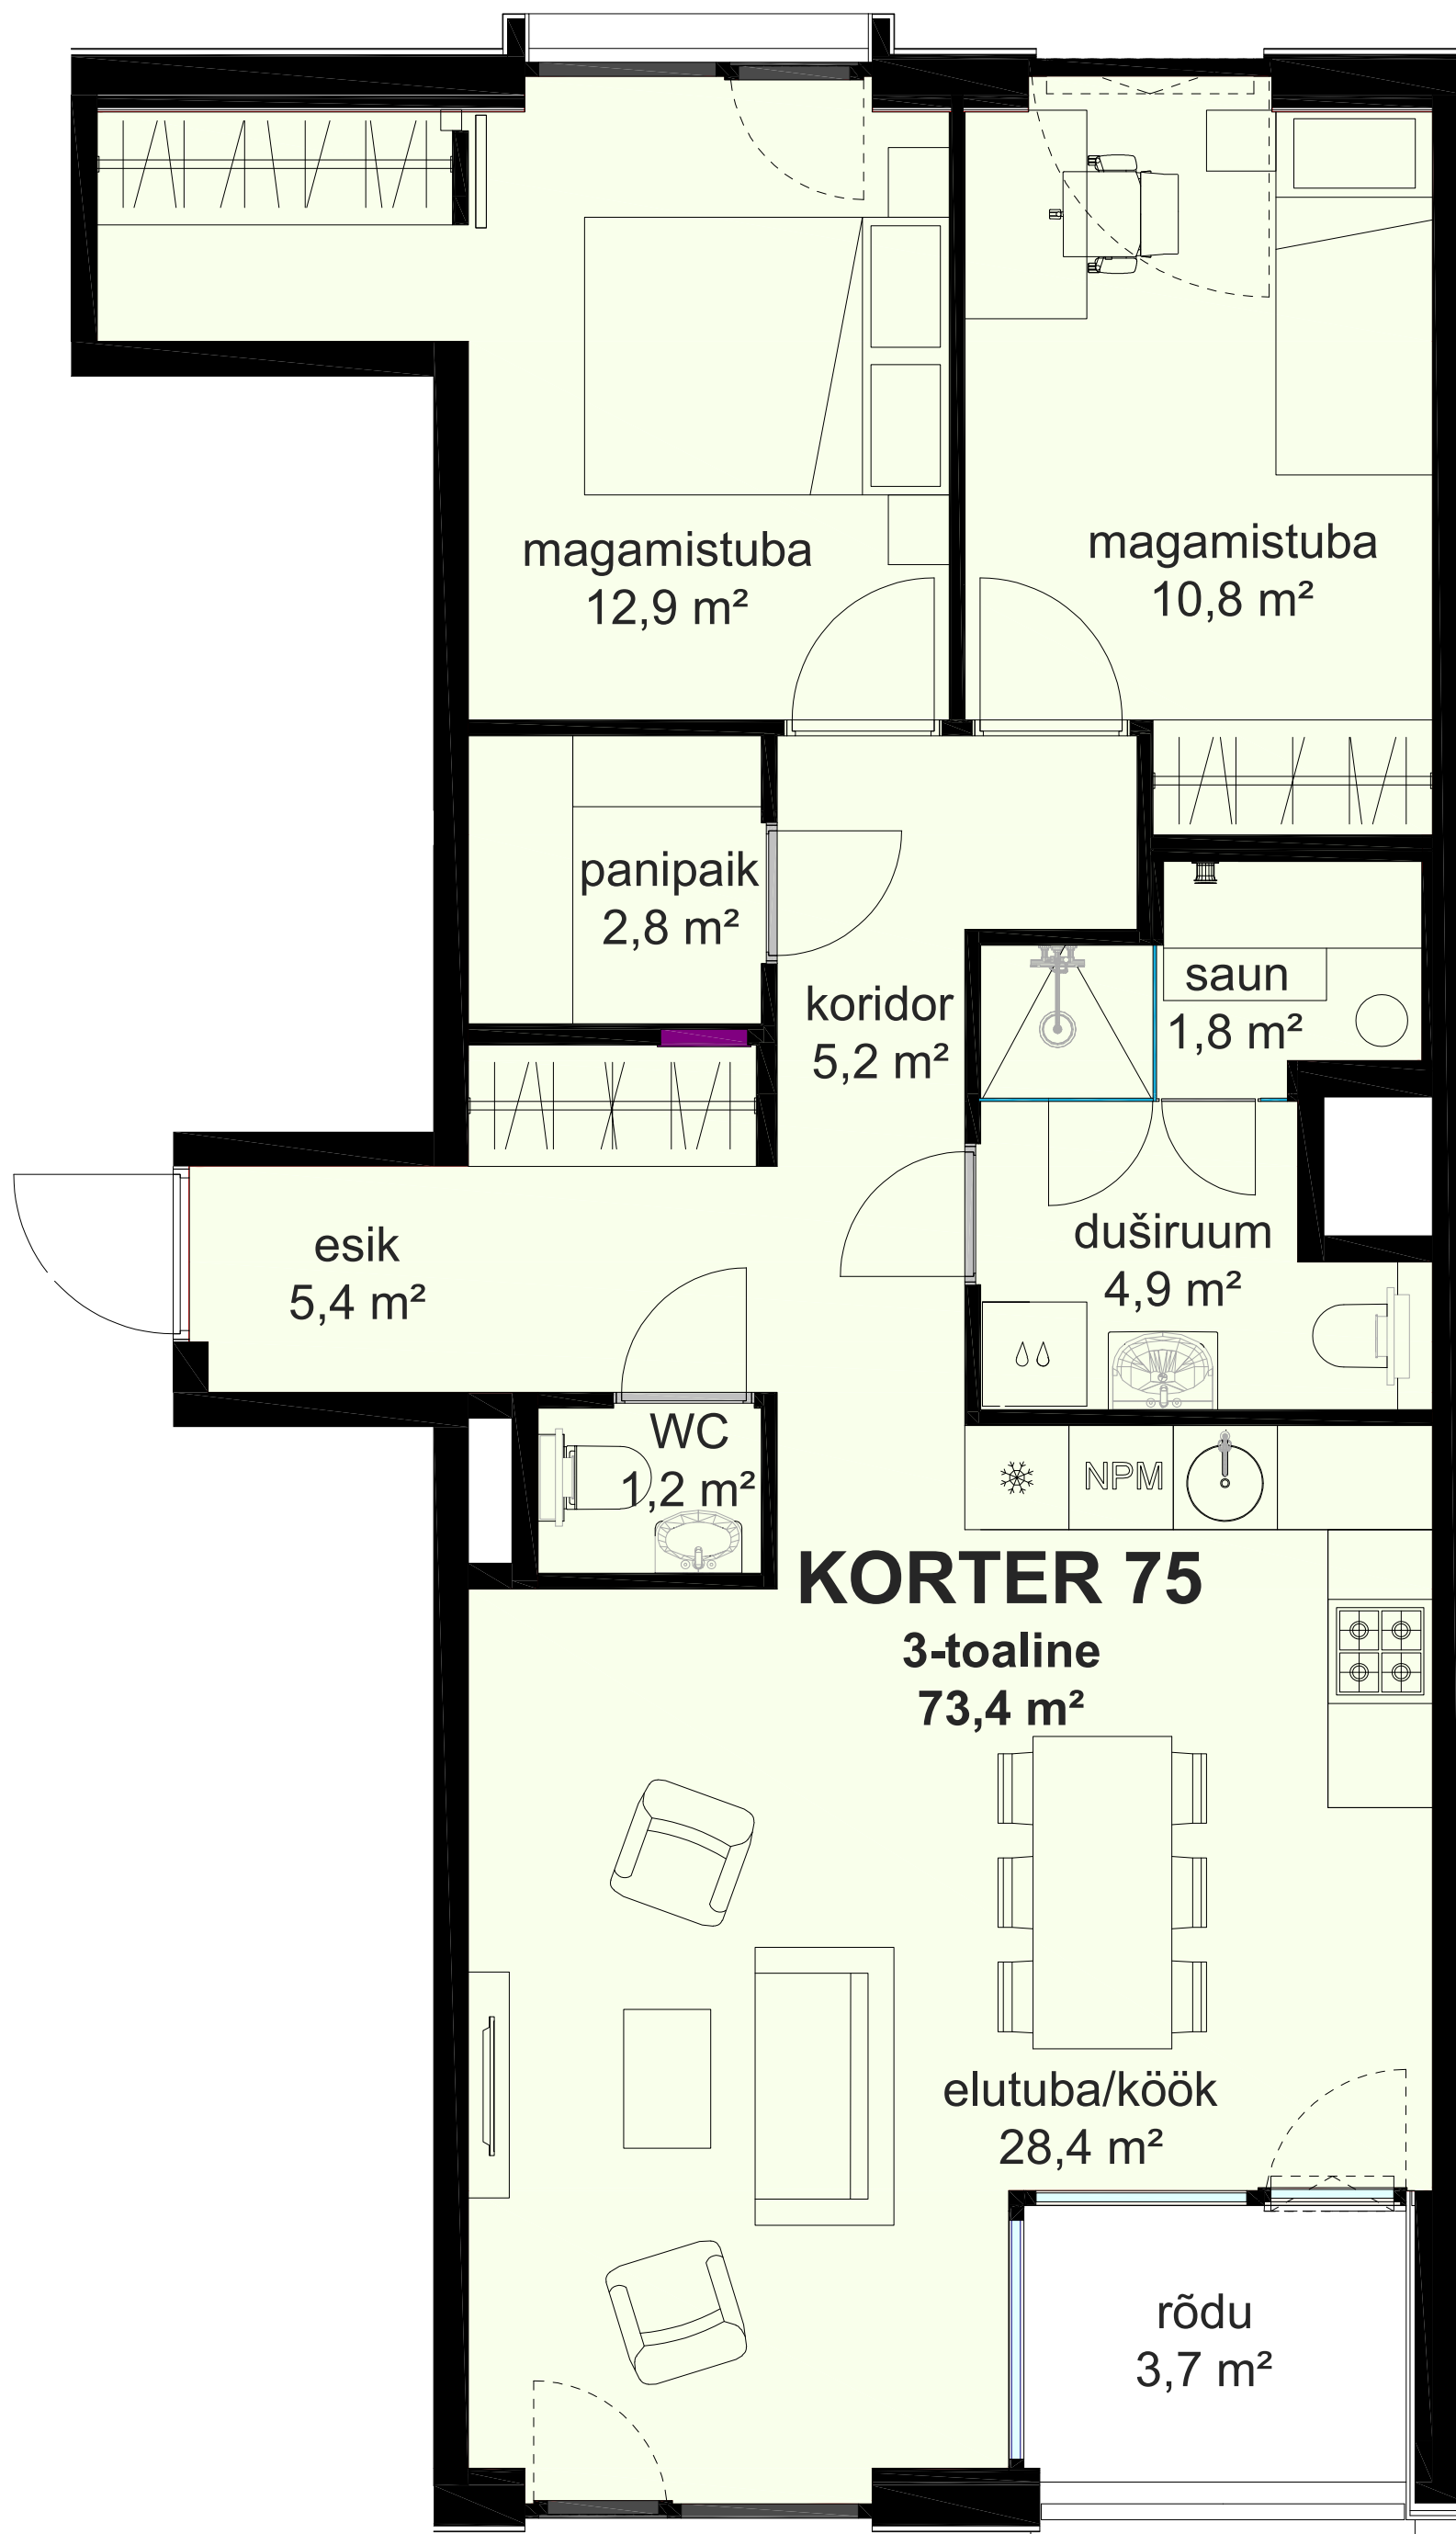 magamistuba
12,9 m²
magamistuba
10,8 m²
panipaik
2,8 m²
koridor
5,2 m²
saun
1,8 m²
esik
5,4 m²
duširuum
4,9 m²
WC
1,2 m²
NPM
KORTER 75
3-toaline
73,4 m²
elutuba/köök
28,4 m²
rõdu
3,7 m²